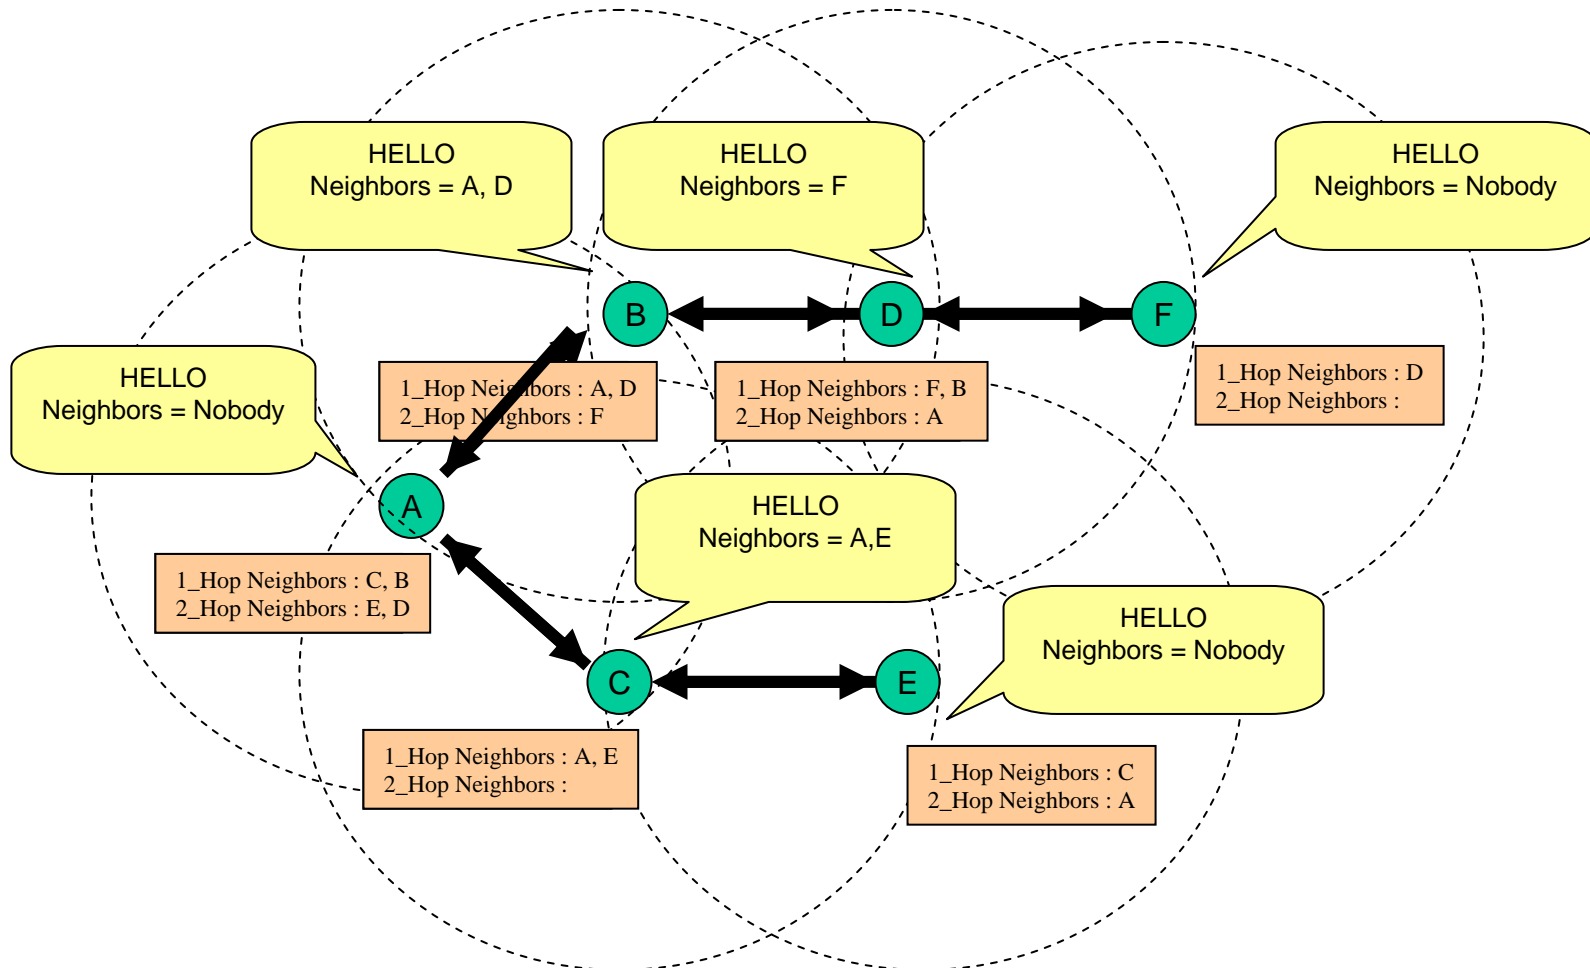 HELLO
Neighbors = A, D
HELLO
Neighbors = F
HELLO
Neighbors = Nobody
B
D
F
HELLO
Neighbors = Nobody
1_Hop Neighbors : A, D
2_Hop Neighbors : F
1_Hop Neighbors : F, B
2_Hop Neighbors : A
1_Hop Neighbors : D
2_Hop Neighbors :
A
HELLO
Neighbors = A,E
1_Hop Neighbors : C, B
2_Hop Neighbors : E, D
HELLO
Neighbors = Nobody
C
E
1_Hop Neighbors : A, E
2_Hop Neighbors :
1_Hop Neighbors : C
2_Hop Neighbors : A